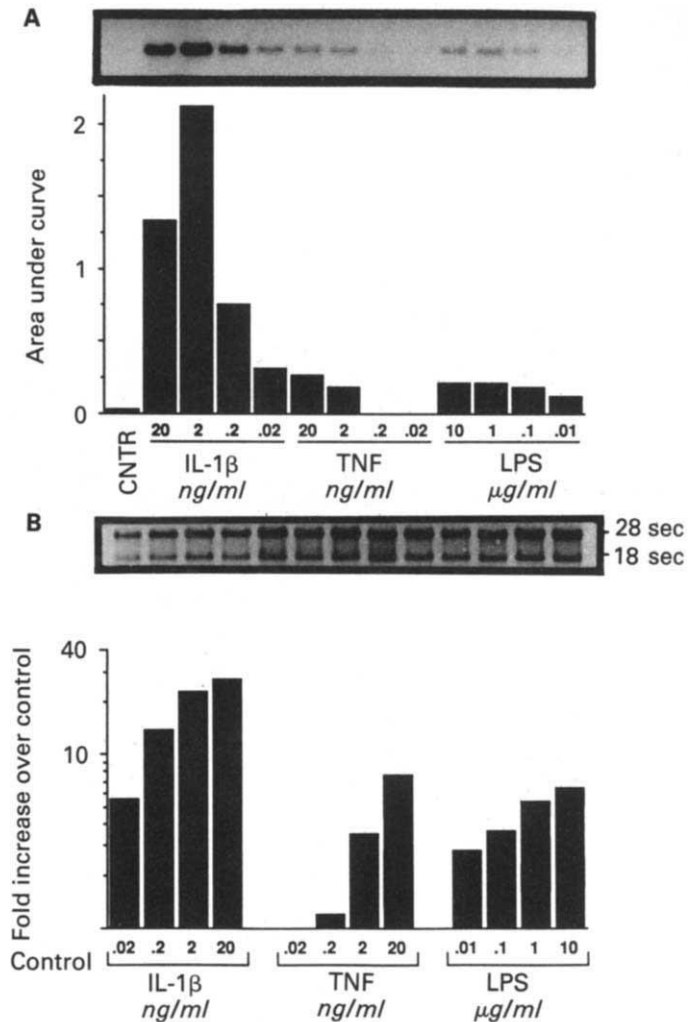 A
2
Area under curve
1
0
CNTR
20 2 .2 .02 20 2 .2 .02 10 1 .1 .01
IL-1β TNF LPS
ng/ml ng/ml μg/ml
B
28 sec
18 sec
40
Fold increase over control
10
.02 .2 2 20 .02 .2 2 20 .01 .1 1 10
Control
IL-1β TNF LPS
ng/ml ng/ml μg/ml